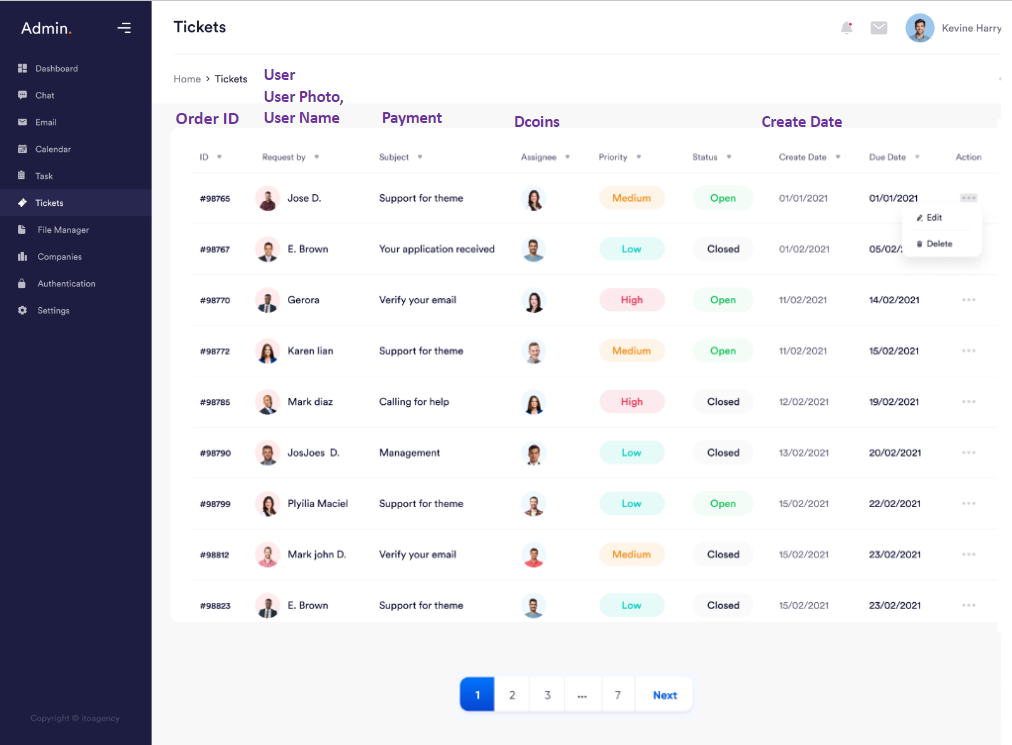 Admin.
Tickets
Kevine Harry
Dashboard
Chat
Email
Calendar
Task
Tickets
File Manager
Companies
Authentication
Settings
Copyright © itoagency
Home > Tickets
User
User Photo,
User Name
Order ID
Payment
Dcoins
Create Date
ID Request by Subject Assignee Priority Status Create Date Due Date Action
#98765 Jose D. Support for theme Medium Open 01/01/2021 01/01/2021
Edit
Delete
#98767 E. Brown Your application received Low Closed 01/02/2021 05/02/
#98770 Gerora Verify your email High Open 11/02/2021 14/02/2021
#98772 Karen lian Support for theme Medium Open 11/02/2021 15/02/2021
#98785 Mark diaz Calling for help High Closed 12/02/2021 19/02/2021
#98790 JosJoes D. Management Low Closed 13/02/2021 20/02/2021
#98799 Plyilia Maciel Support for theme Low Open 15/02/2021 22/02/2021
#98812 Mark john D. Verify your email Medium Closed 15/02/2021 23/02/2021
#98823 E. Brown Support for theme Low Closed 15/02/2021 23/02/2021
1 2 3 ... 7 Next